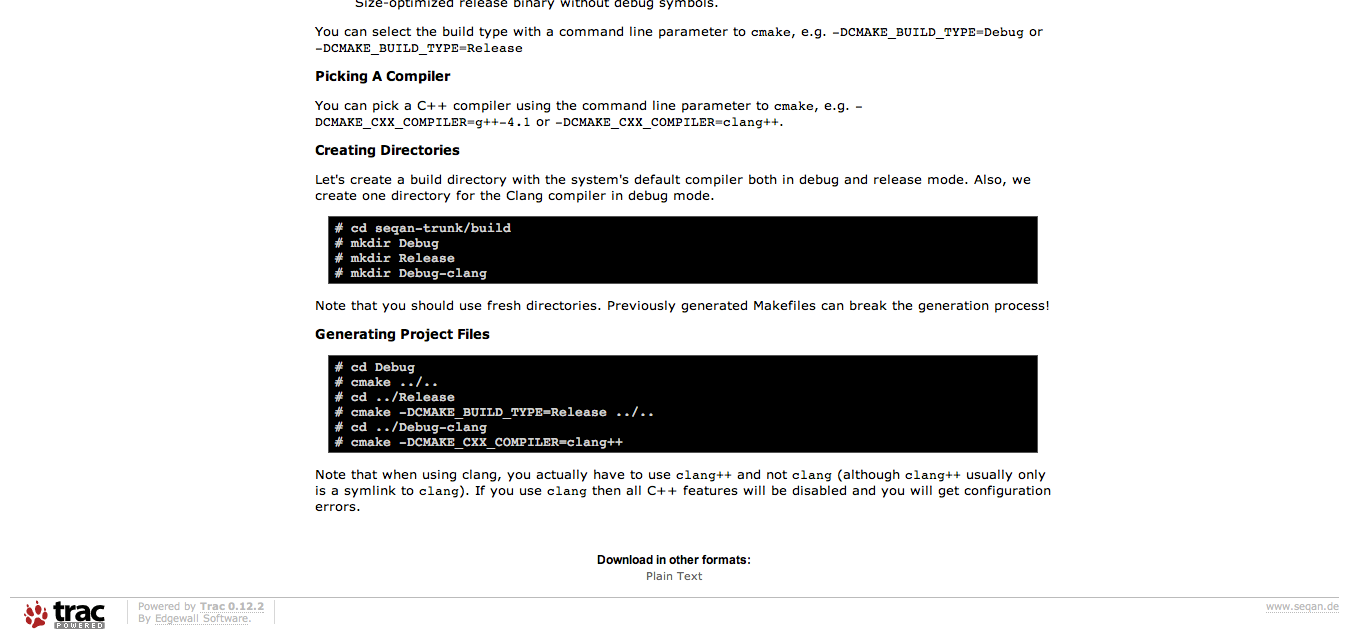 Size-optimized release binary without debug symbols.
You can select the build type with a command line parameter to cmake, e.g. -DCMAKE_BUILD_TYPE=Debug or
-DCMAKE_BUILD_TYPE=Release
Picking A Compiler
You can pick a C++ compiler using the command line parameter to cmake, e.g. -
DCMAKE_CXX_COMPILER=g++-4.1 or -DCMAKE_CXX_COMPILER=clang++.
Creating Directories
Let's create a build directory with the system's default compiler both in debug and release mode. Also, we
create one directory for the Clang compiler in debug mode.
# cd seqan-trunk/build
# mkdir Debug
# mkdir Release
# mkdir Debug-clang
Note that you should use fresh directories. Previously generated Makefiles can break the generation process!
Generating Project Files
# cd Debug
# cmake ../..
# cd ../Release
# cmake -DCMAKE_BUILD_TYPE=Release ../..
# cd ../Debug-clang
# cmake -DCMAKE_CXX_COMPILER=clang++
Note that when using clang, you actually have to use clang++ and not clang (although clang++ usually only
is a symlink to clang). If you use clang then all C++ features will be disabled and you will get configuration
errors.
Download in other formats:
Plain Text
trac
POWERED
Powered by Trac 0.12.2
By Edgewall Software.
www.seqan.de